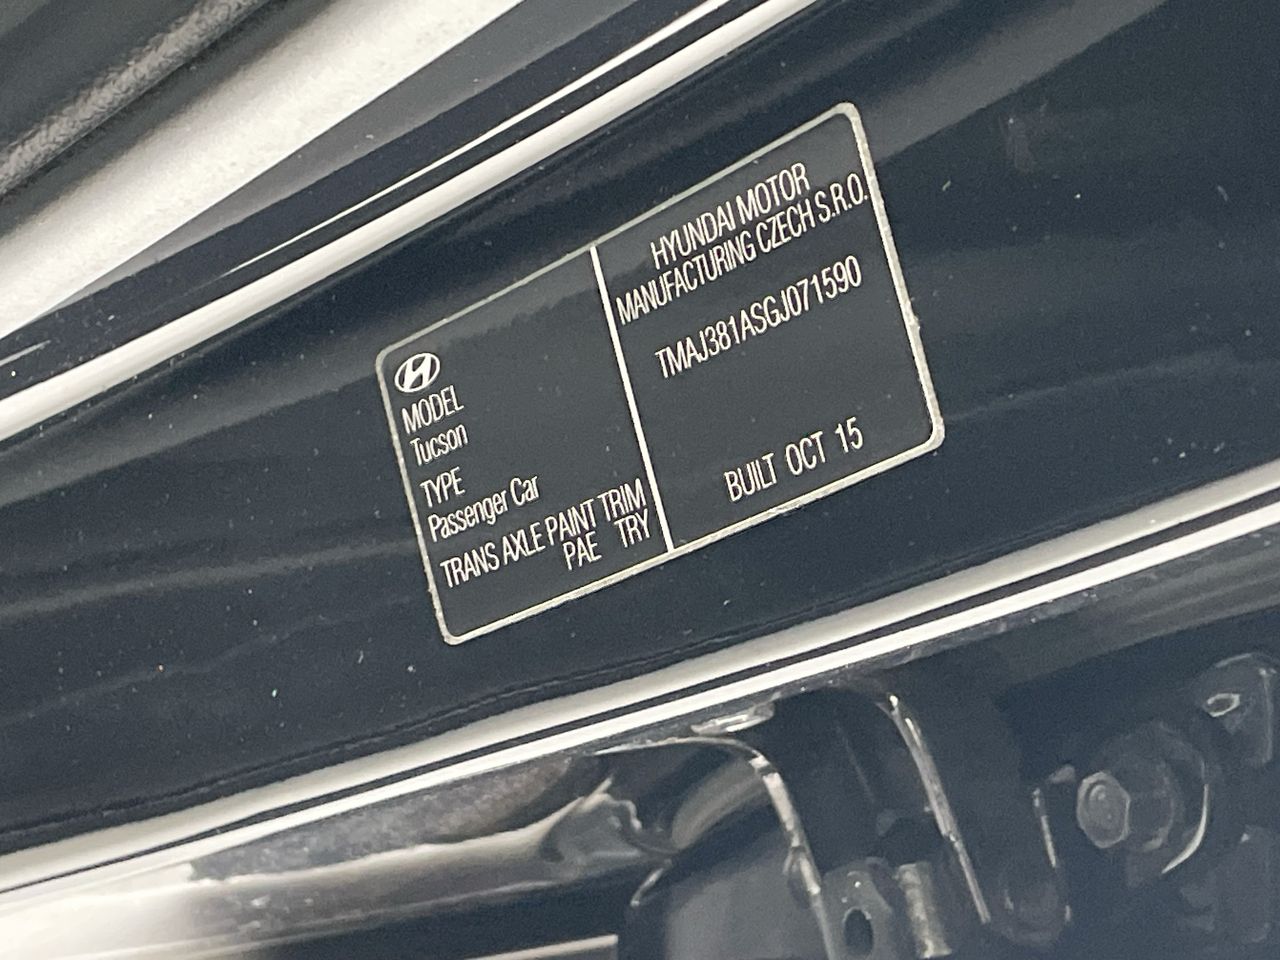 MODEL
Tucson
TYPE
Passenger Car
TRANS AXLE PAINT TRIM
PAE TRY
HYUNDAI MOTOR
MANUFACTURING CZECH S.R.O.
TMAJ381ASGJ071590
BUILT OCT 15